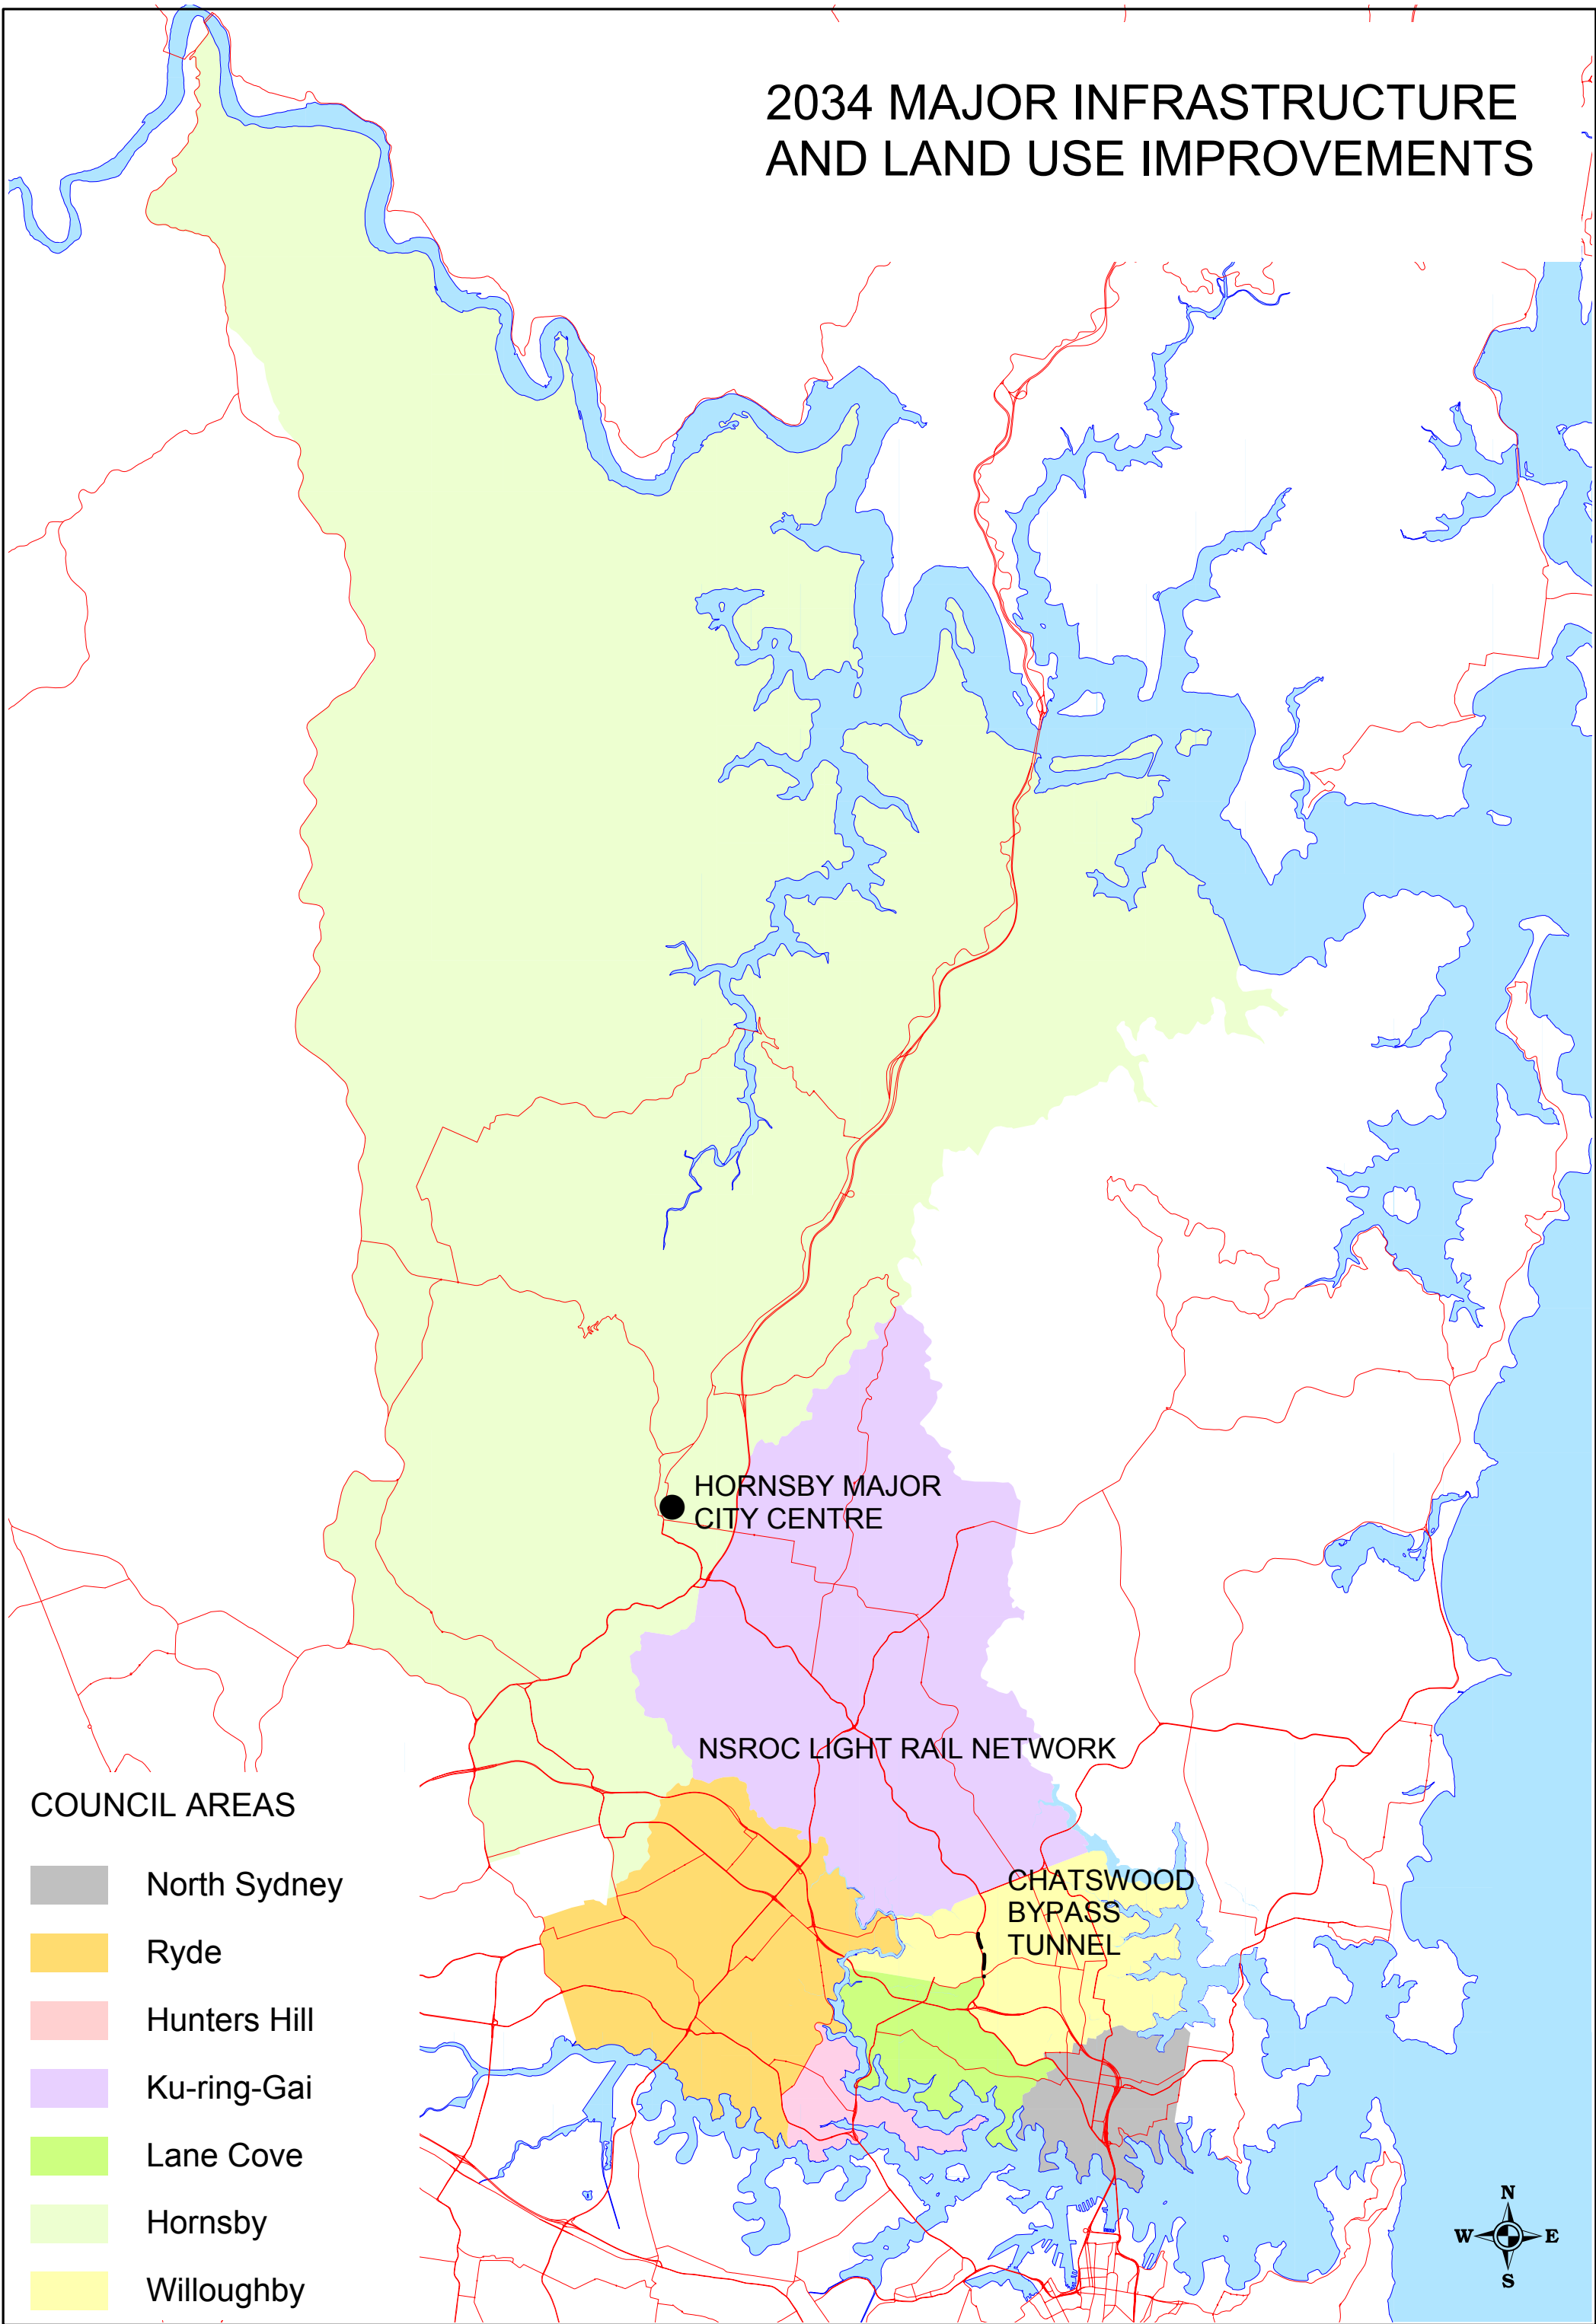 2034 MAJOR INFRASTRUCTURE
AND LAND USE IMPROVEMENTS
HORNSBY MAJOR
CITY CENTRE
NSROC LIGHT RAIL NETWORK
CHATSWOOD
BYPASS
TUNNEL
COUNCIL AREAS
North Sydney
Ryde
Hunters Hill
Ku-ring-Gai
Lane Cove
Hornsby
Willoughby
N
W E
S